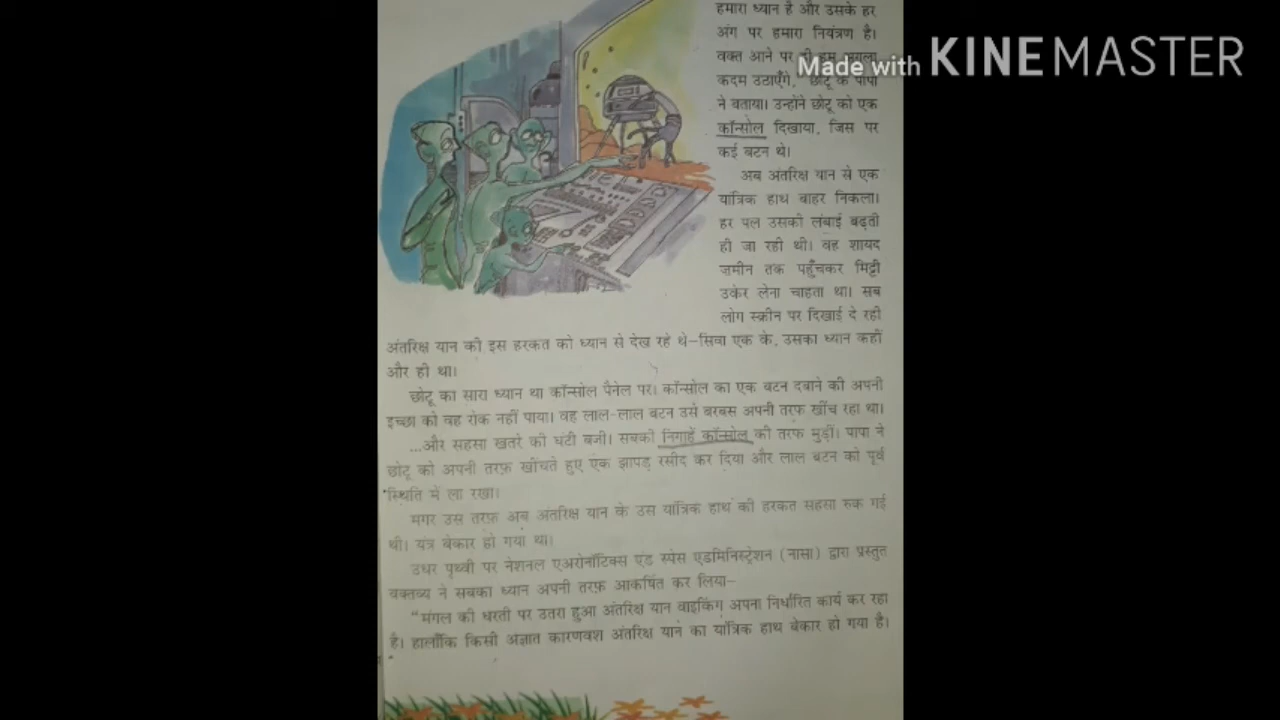 हमारा ध्यान है और उसके हर
अंग पर हमारा नियंत्रण है।
वक्त आने पर ही हम अगला
कदम उठाएँगे," छोटू के पापा
ने बताया। उन्होंने छोटू को एक
कॉन्सोल दिखाया, जिस पर
कई बटन थे।
अब अंतरिक्ष यान से एक
यांत्रिक हाथ बाहर निकला।
हर पल उसकी लंबाई बढ़ती
ही जा रही थी। वह शायद
ज़मीन तक पहुँचकर मिट्टी
उकेर लेना चाहता था। सब
लोग स्क्रीन पर दिखाई दे रही
अंतरिक्ष यान की इस हरकत को ध्यान से देख रहे थे–सिवा एक के, उसका ध्यान कहीं
और ही था।
छोटू का सारा ध्यान था कॉन्सोल पैनेल पर। कॉन्सोल का एक बटन दबाने की अपनी
इच्छा को वह रोक नहीं पाया। वह लाल-लाल बटन उसे बरबस अपनी तरफ खींच रहा था।
...और सहसा खतरे की घंटी बजी। सबकी निगाहें कॉन्सोल की तरफ मुड़ीं। पापा ने
छोटू को अपनी तरफ़ खींचते हुए एक झापड़ रसीद कर दिया और लाल बटन को पूर्व
स्थिति में ला रखा।
मगर उस तरफ़ अब अंतरिक्ष यान के उस यांत्रिक हाथ की हरकत सहसा रुक गई
थी। यंत्र बेकार हो गया था।
उधर पृथ्वी पर नेशनल एअरोनॉटिक्स एंड स्पेस एडमिनिस्ट्रेशन (नासा) द्वारा प्रस्तुत
वक्तव्य ने सबका ध्यान अपनी तरफ़ आकर्षित कर लिया–
"मंगल की धरती पर उतरा हुआ अंतरिक्ष यान वाइकिंग अपना निर्धारित कार्य कर रहा
है। हालाँकि किसी अज्ञात कारणवश अंतरिक्ष यान का यांत्रिक हाथ बेकार हो गया है।
Made with KINEMASTER